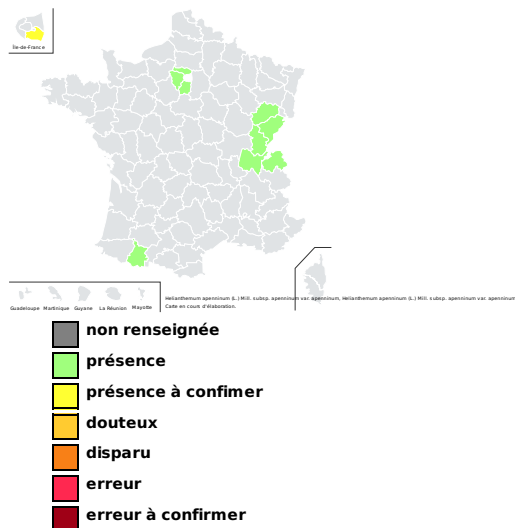 Île-de-France
Guadeloupe Martinique Guyane La Réunion Mayotte
Helianthemum apenninum (L.) Mill. subsp. apenninum var. apenninum, Helianthemum apenninum (L.) Mill. subsp. apenninum var. apenninum
Carte en cours d'élaboration.
non renseignée
présence
présence à confimer
douteux
disparu
erreur
erreur à confirmer